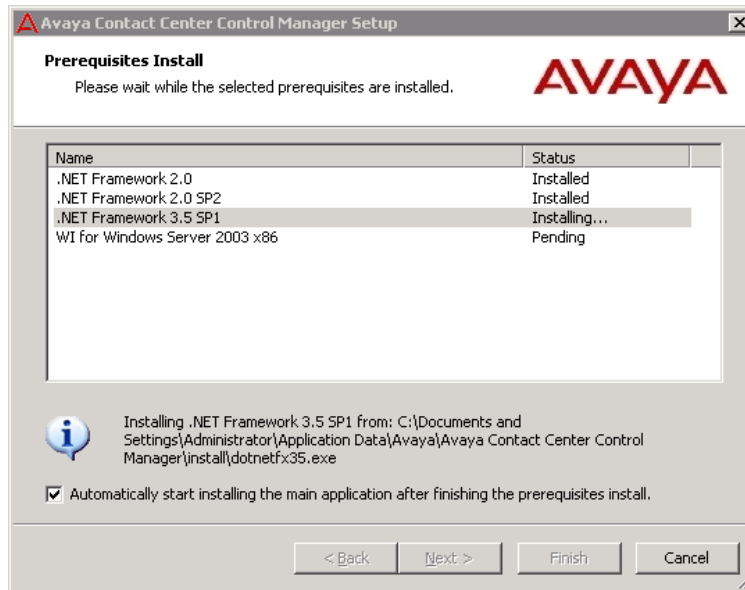 Avaya Contact Center Control Manager Setup
Prerequisites Install
Please wait while the selected prerequisites are installed.
AVAYA
Name Status
.NET Framework 2.0 Installed
.NET Framework 2.0 SP2 Installed
.NET Framework 3.5 SP1 Installing...
WI for Windows Server 2003 x86 Pending
Installing .NET Framework 3.5 SP1 from: C:\Documents and
Settings\Administrator\Application Data\Avaya\Avaya Contact Center Control
Manager\install\dotnetfx35.exe
Automatically start installing the main application after finishing the prerequisites install.
< Back Next > Finish Cancel